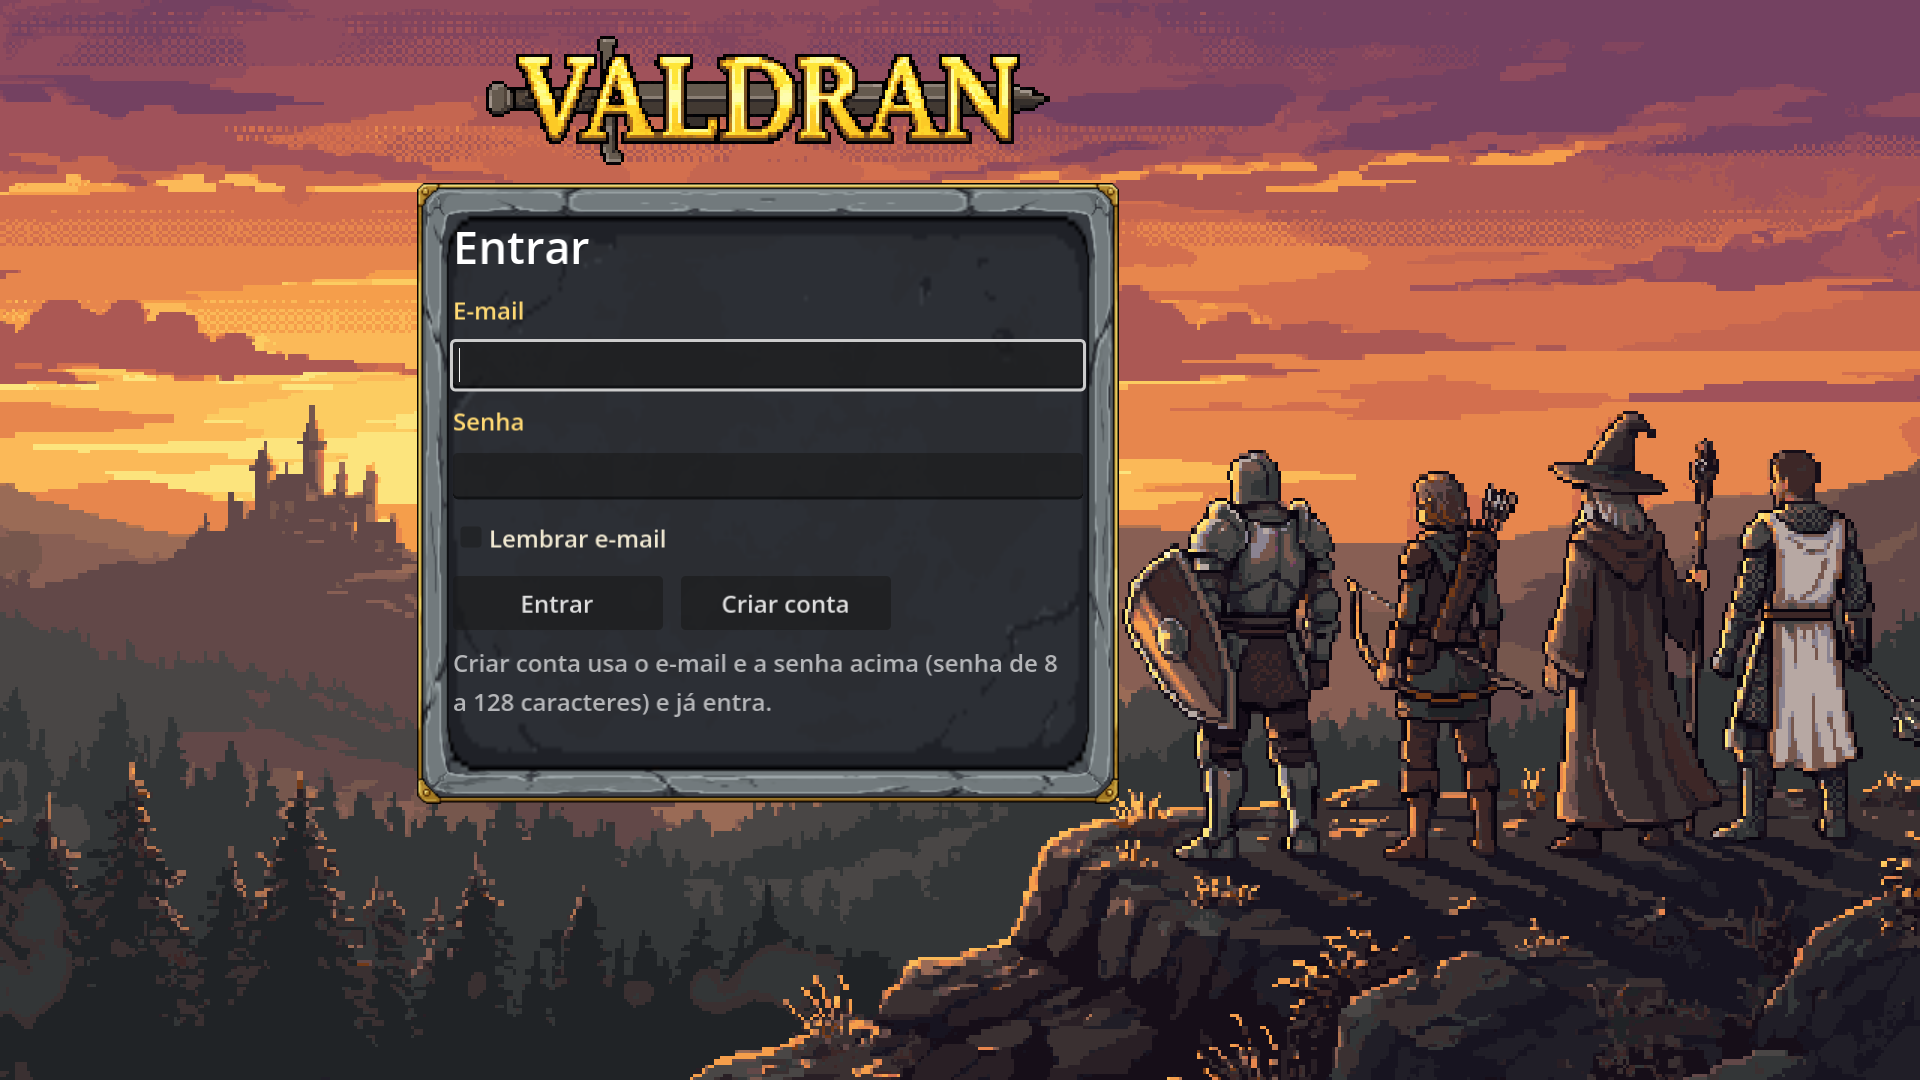 VALDRAN
Entrar
E-mail
Senha
Lembrar e-mail
Entrar
Criar conta
Criar conta usa o e-mail e a senha acima (senha de 8
a 128 caracteres) e já entra.